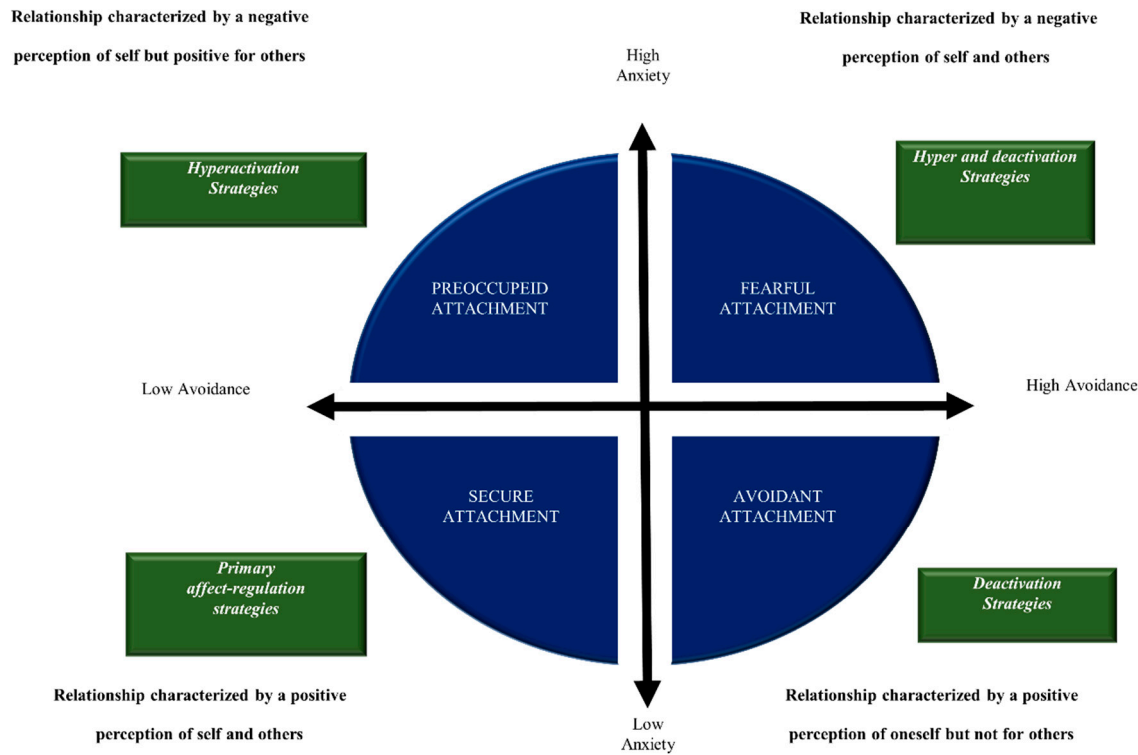 Relationship characterized by a negative
perception of self but positive for others
Relationship characterized by a negative
perception of self and others
High
Anxiety
Hyperactivation
Strategies
Hyper and deactivation
Strategies
PREOCCUPEID
ATTACHMENT
FEARFUL
ATTACHMENT
Low Avoidance
High Avoidance
SECURE
ATTACHMENT
AVOIDANT
ATTACHMENT
Primary
affect-regulation
strategies
Deactivation
Strategies
Relationship characterized by a positive
perception of self and others
Low
Anxiety
Relationship characterized by a positive
perception of oneself but not for others